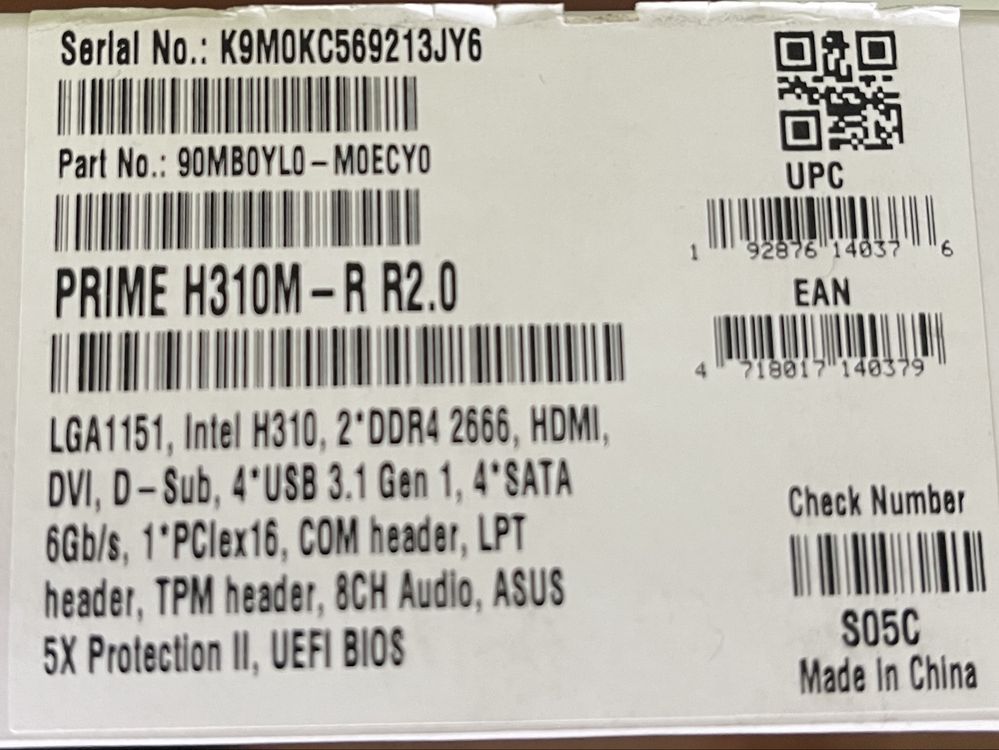 Serial No.: K9M0KC569213JY6
Part No.: 90MB0YL0-M0ECY0
PRIME H310M-R R2.0
LGA1151, Intel H310, 2*DDR4 2666, HDMI,
DVI, D-Sub, 4*USB 3.1 Gen 1, 4*SATA
6Gb/s, 1*PCIex16, COM header, LPT
header, TPM header, 8CH Audio, ASUS
5X Protection II, UEFI BIOS
UPC
1 92876 14037 6
EAN
4 718017 140379
Check Number
S05C
Made in China